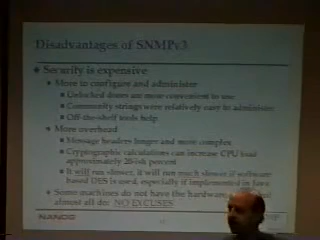 Disadvantages of SNMPv3
Security is expensive
More to configure and administer
Unlocked doors are more convenient to use
Community strings were relatively easy to administer
Off-the-shelf tools help
More overhead
Message headers longer and more complex
Cryptographic calculations can increase CPU load
approximately 20-ish percent
It will run slower, it will run much slower if software
based DES is used, especially if implemented in Java
Some machines do not have the hardware
almost all do: NO EXCUSES
NANOG